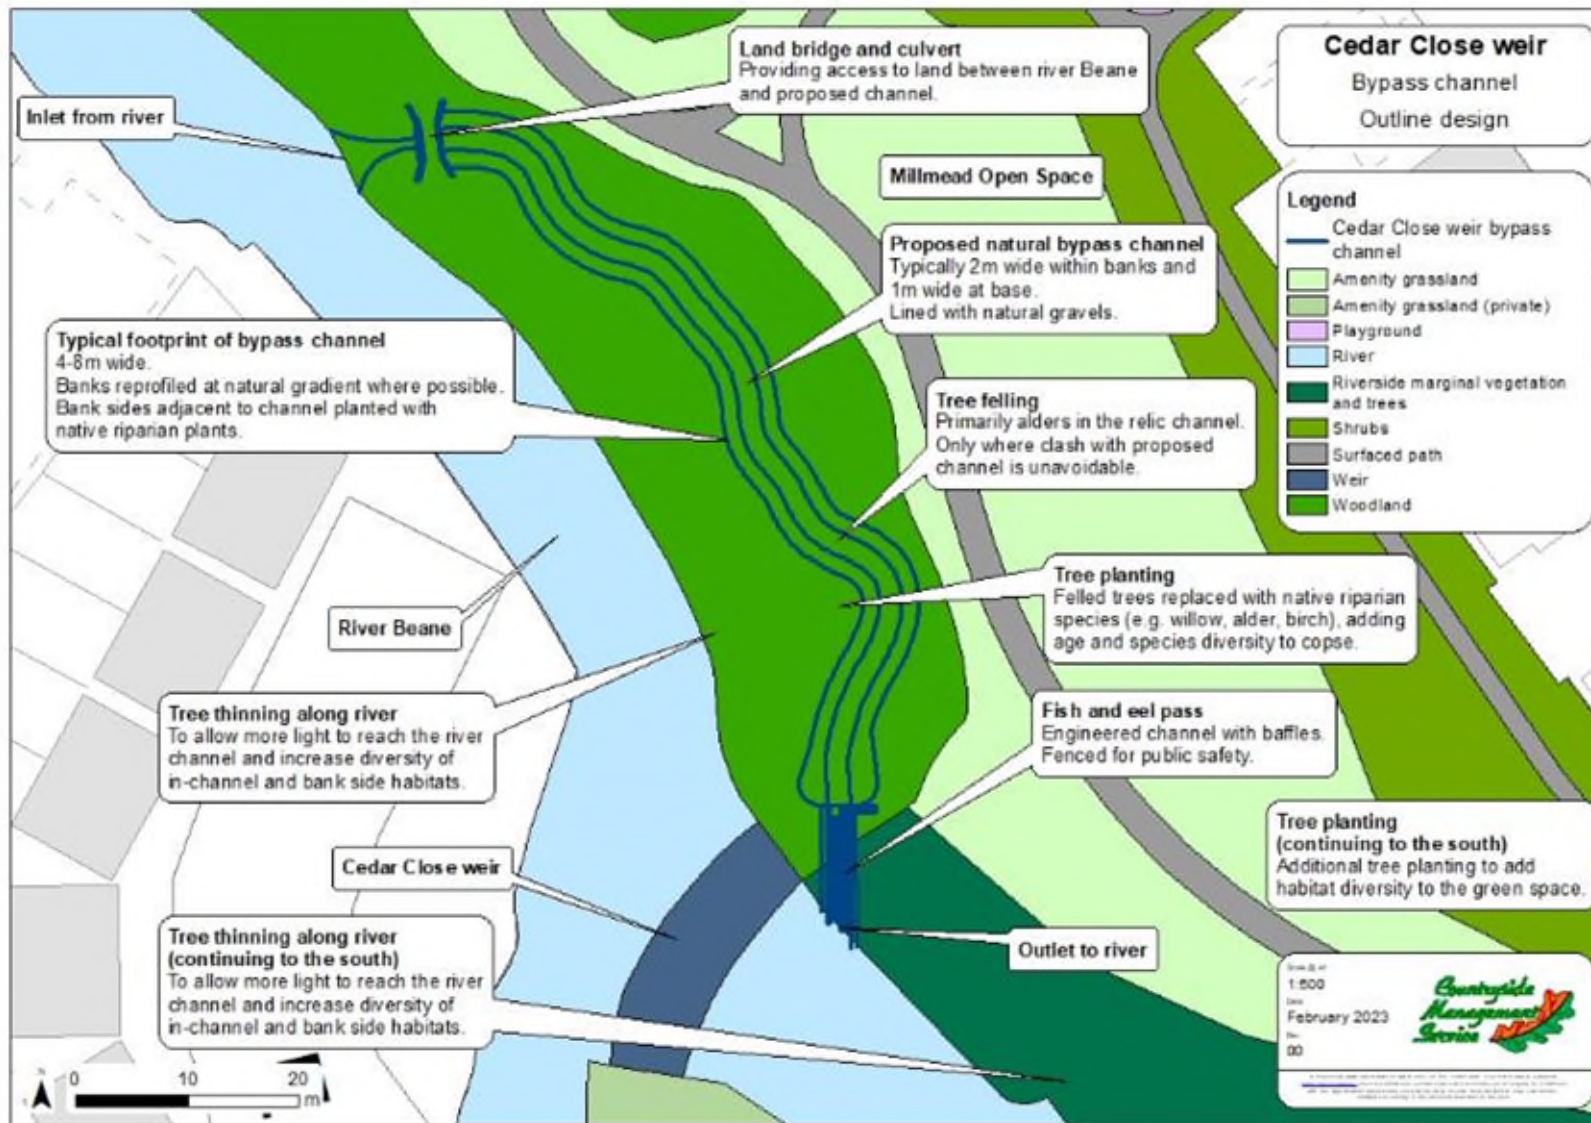 Cedar Close weir
Bypass channel
Outline design
Land bridge and culvert
Providing access to land between river Beane
and proposed channel.
Inlet from river
Millmead Open Space
Legend
Cedar Close weir bypass
channel
Amenity grassland
Amenity grassland (private)
Playground
River
Riverside marginal vegetation
and trees
Shrubs
Surfaced path
Weir
Woodland
Proposed natural bypass channel
Typically 2m wide within banks and
1m wide at base.
Lined with natural gravels.
Typical footprint of bypass channel
4-8m wide.
Banks reprofiled at natural gradient where possible.
Bank sides adjacent to channel planted with
native riparian plants.
Tree felling
Primarily alders in the relic channel.
Only where clash with proposed
channel is unavoidable.
Tree planting
Felled trees replaced with native riparian
species (e.g. willow, alder, birch), adding
age and species diversity to copse.
River Beane
Tree thinning along river
To allow more light to reach the river
channel and increase diversity of
in-channel and bank side habitats.
Fish and eel pass
Engineered channel with baffles.
Fenced for public safety.
Tree planting
(continuing to the south)
Additional tree planting to add
habitat diversity to the green space.
Cedar Close weir
Tree thinning along river
(continuing to the south)
To allow more light to reach the river
channel and increase diversity of
in-channel and bank side habitats.
Outlet to river
1:500
February 2023
00
Countryside
Management
Service
N
0 10 20
m